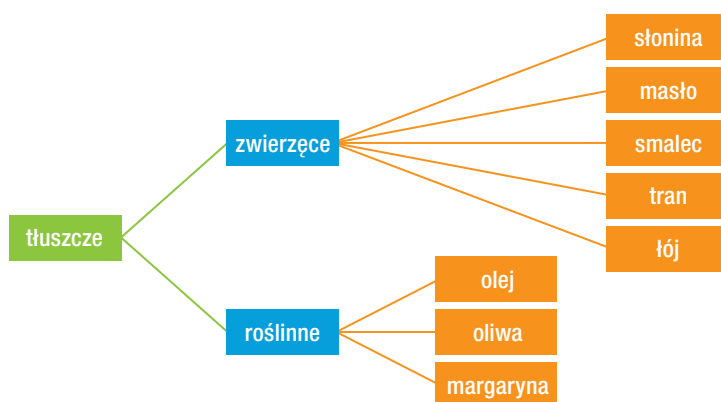 słonina
masło
zwierzęce
smalec
tran
tłuszcze
łój
olej
roślinne
oliwa
margaryna